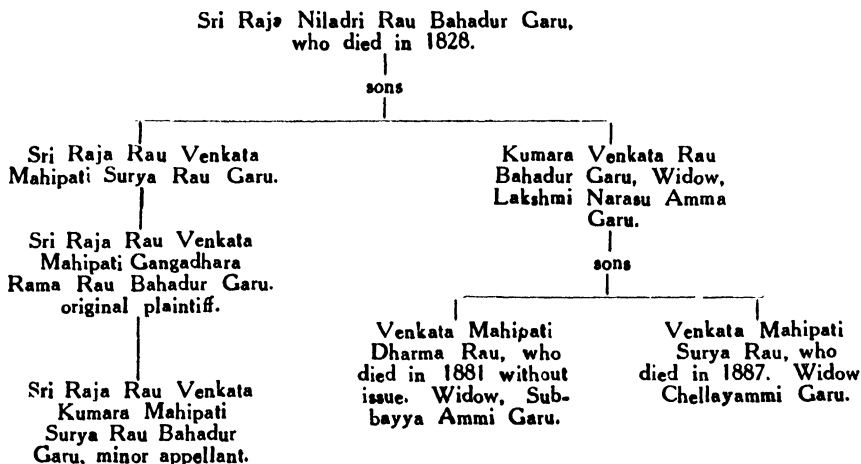 Sri Raja Niladri Rau Bahadur Garu,
who died in 1828.
sons
Sri Raja Rau Venkata
Mahipati Surya Rau Garu.
Kumara Venkata Rau
Bahadur Garu, Widow,
Lakshmi Narasu Amma
Garu.
Sri Raja Rau Venkata
Mahipati Gangadhara
Rama Rau Bahadur Garu.
original plaintiff.
sons
Venkata Mahipati
Dharma Rau, who
died in 1881 without
issue. Widow, Sub-
bayya Ammi Garu.
Venkata Mahipati
Surya Rau, who
died in 1887. Widow
Chellayammi Garu.
Sri Raja Rau Venkata
Kumara Mahipati
Surya Rau Bahadur
Garu, minor appellant.